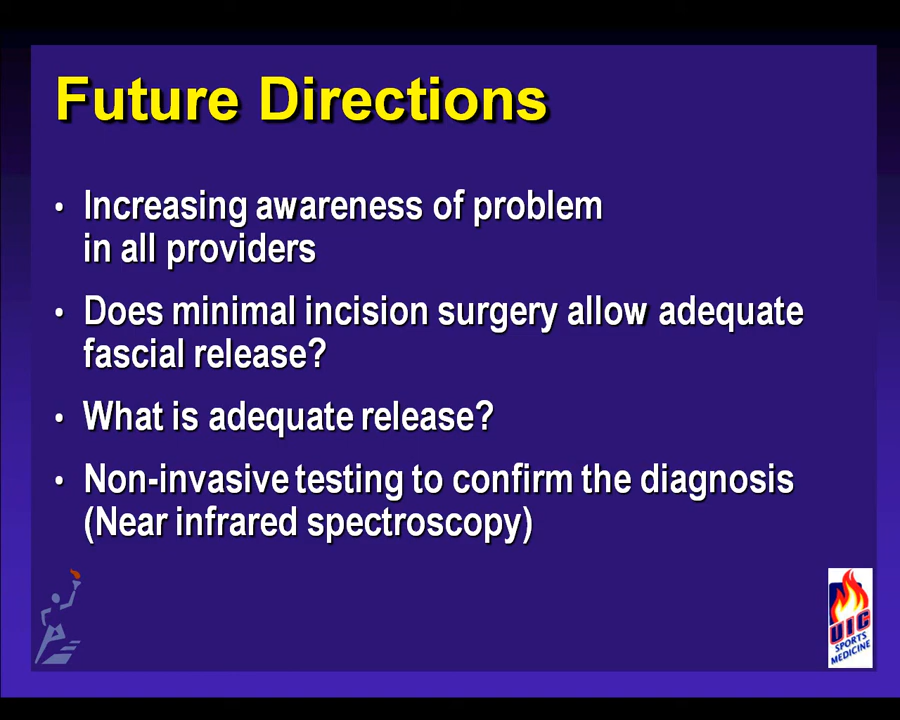 Future Directions
• Increasing awareness of problem
in all providers
• Does minimal incision surgery allow adequate
fascial release?
• What is adequate release?
• Non-invasive testing to confirm the diagnosis
(Near infrared spectroscopy)
UIC
SPORTS
MEDICINE